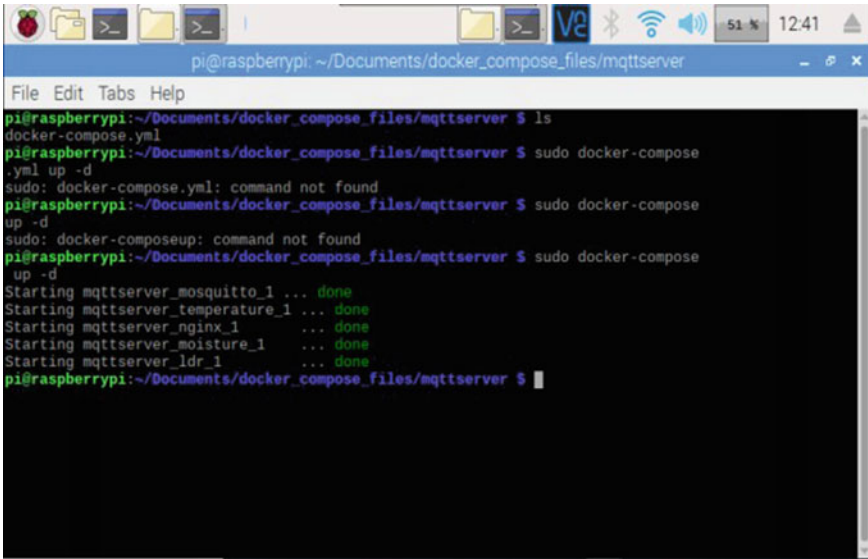 51 %
12:41
pi@raspberrypi: ~/Documents/docker_compose_files/mqttserver
File Edit Tabs Help
pi@raspberrypi:~/Documents/docker_compose_files/mqttserver $ ls
docker-compose.yml
pi@raspberrypi:~/Documents/docker_compose_files/mqttserver $ sudo docker-compose
.yml up -d
sudo: docker-compose.yml: command not found
pi@raspberrypi:~/Documents/docker_compose_files/mqttserver $ sudo docker-compose
up -d
sudo: docker-composeup: command not found
pi@raspberrypi:~/Documents/docker_compose_files/mqttserver $ sudo docker-compose
 up -d
Starting mqttserver_mosquitto_1 ... done
Starting mqttserver_temperature_1 ... done
Starting mqttserver_nginx_1       ... done
Starting mqttserver_moisture_1    ... done
Starting mqttserver_ldr_1         ... done
pi@raspberrypi:~/Documents/docker_compose_files/mqttserver $